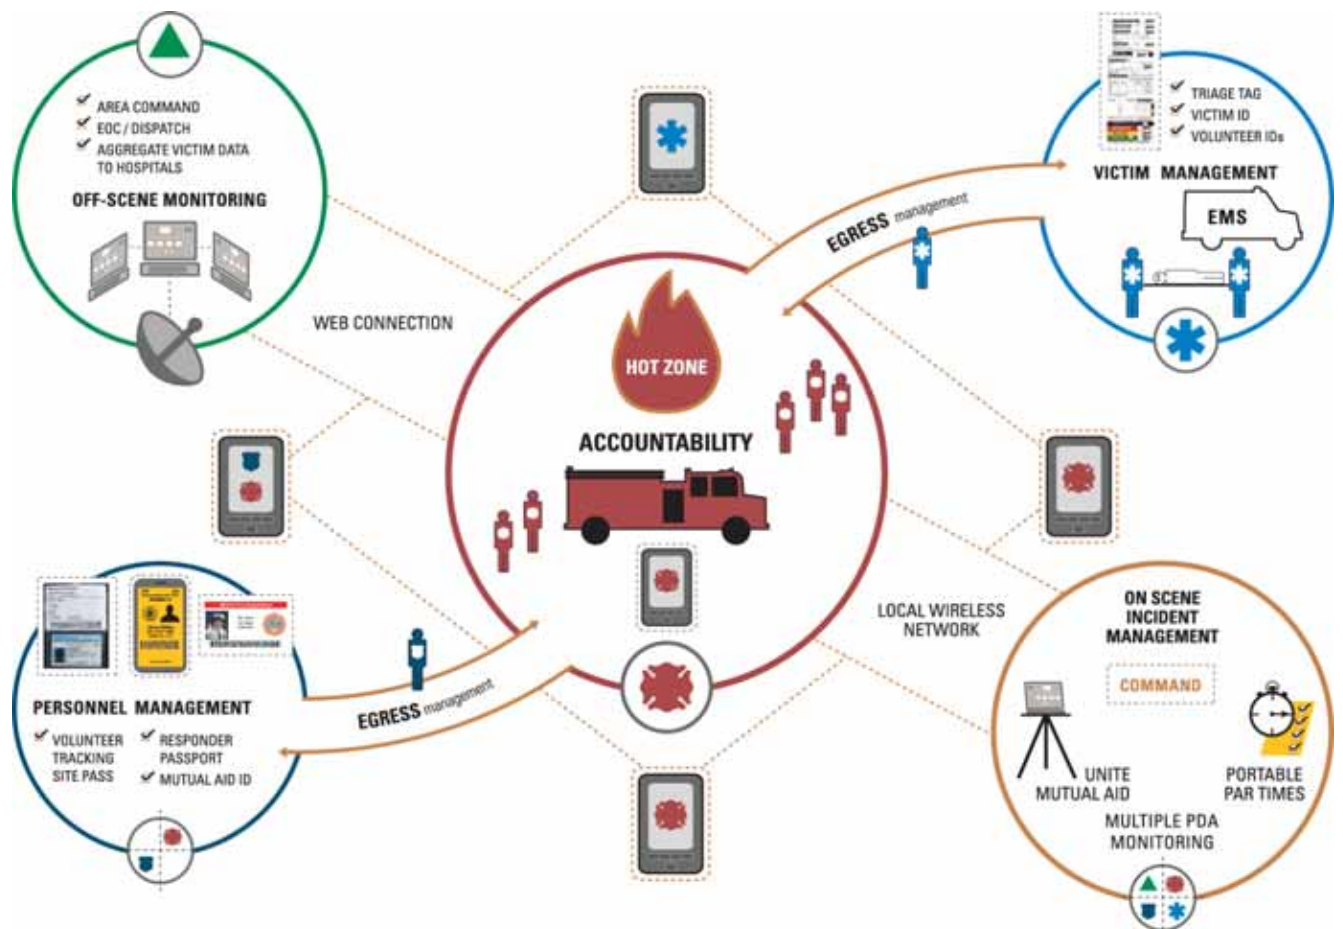 AREA COMMAND
EOC / DISPATCH
AGGREGATE VICTIM DATA
TO HOSPITALS
OFF-SCENE MONITORING
WEB CONNECTION
TRIAGE TAG
VICTIM ID
VOLUNTEER IDs
VICTIM MANAGEMENT
EMS
EGRESS management
HOT ZONE
ACCOUNTABILITY
PERSONNEL MANAGEMENT
VOLUNTEER
TRACKING
SITE PASS
RESPONDER
PASSPORT
MUTUAL AID ID
EGRESS management
LOCAL WIRELESS
NETWORK
ON SCENE
INCIDENT
MANAGEMENT
COMMAND
UNITE
MUTUAL AID
PORTABLE
PAR TIMES
MULTIPLE PDA
MONITORING